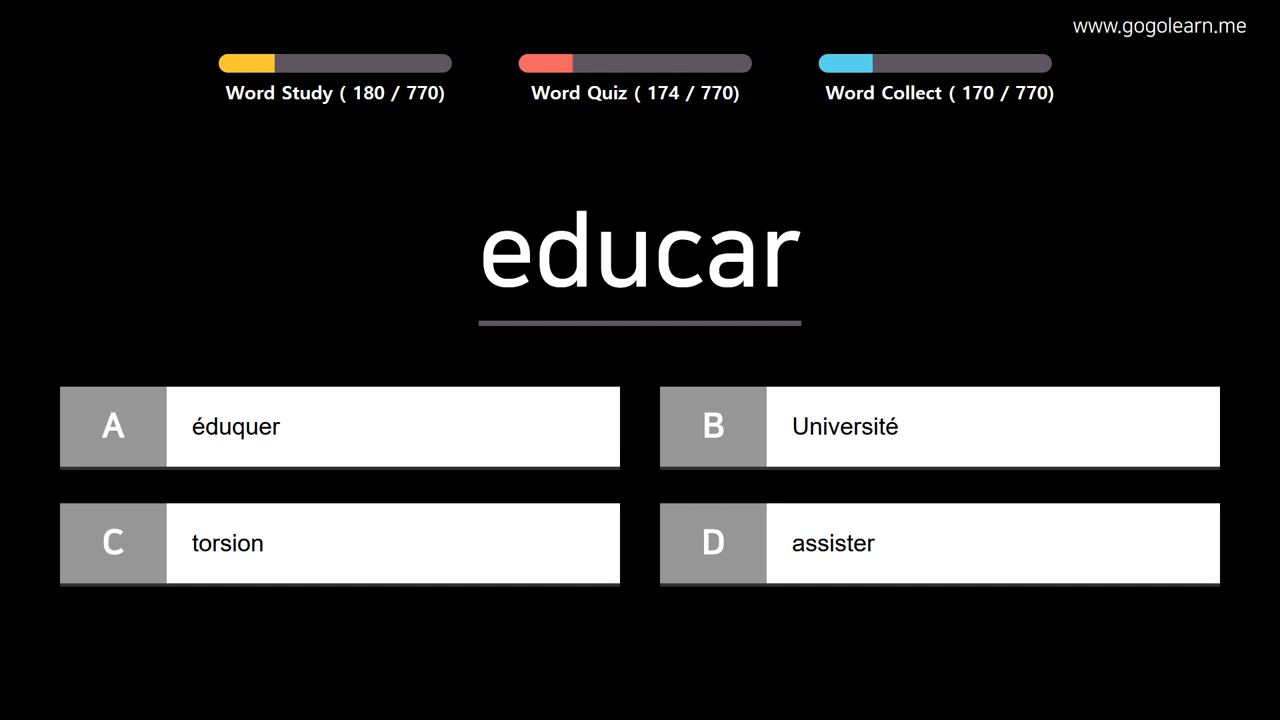 www.gogolearn.me
Word Study ( 180 / 770)
Word Quiz ( 174 / 770)
Word Collect ( 170 / 770)
educar
A éduquer
B Université
C torsion
D assister